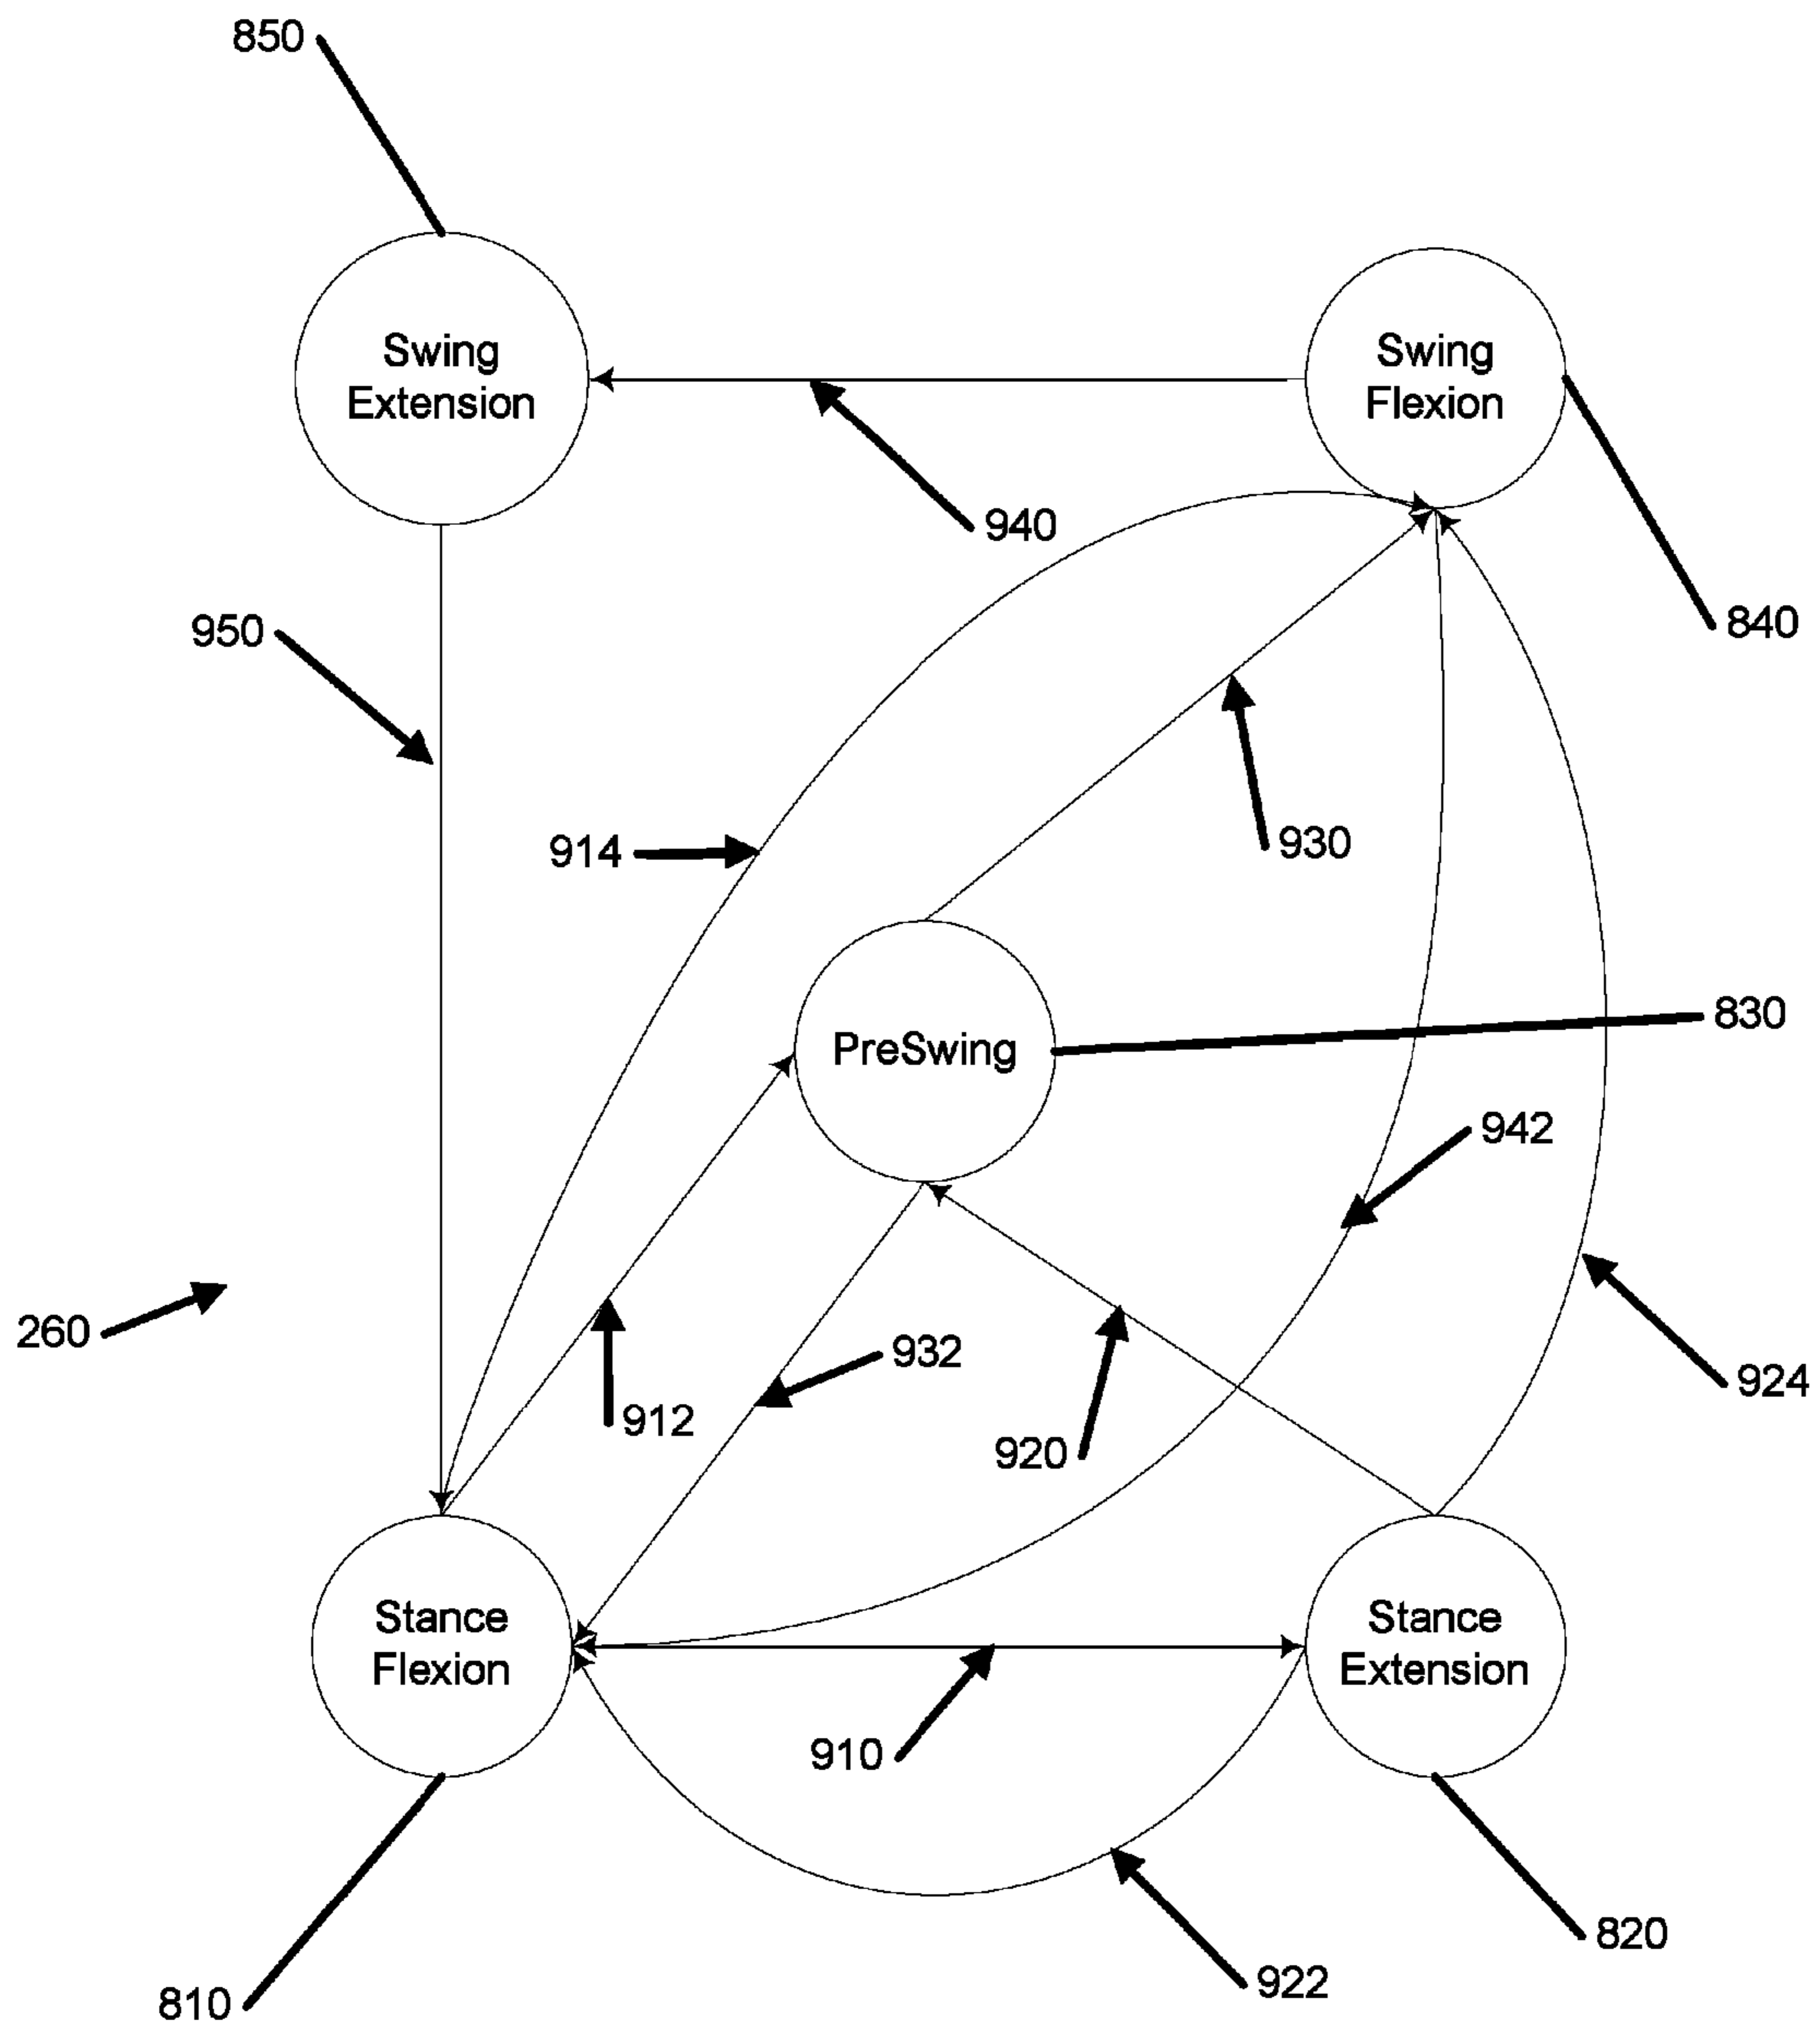 850
Swing
Extension
Swing
Flexion
940
950
840
914
930
830
PreSwing
942
260
932
912
920
924
Stance
Flexion
Stance
Extension
910
820
922
810